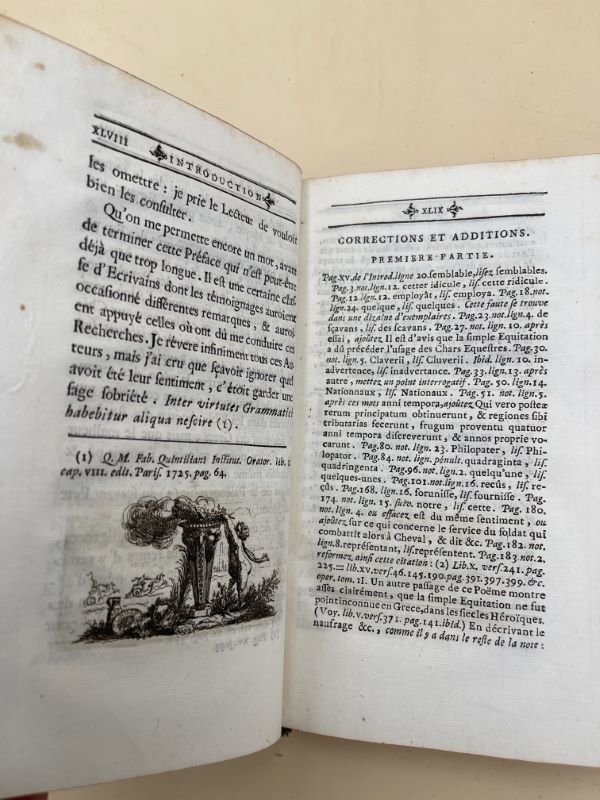 XLVIII INTRODUCTION
les omettre : je prie le Lecteur de vouloir
bien les consulter.
Qu'on me permette encore un mot, avant
de terminer cette Préface qui n'est peut-être
déjà que trop longue. Il est une certaine clas-
se d'Ecrivains dont les témoignages auroient
occasionné différentes remarques, & auroi
ent appuyé celles où ont dû me conduire ces
Recherches. Je révere infiniment tous ces Au-
teurs, mais j'ai cru que sçavoir ignorer quel
avoit été leur sentiment, c'étoit garder une
sage sobriété. Inter virtutes Grammatici
habebitur aliqua nescire (1).
(1) Q. M. Fab. Quintiliani Institut. Orator. lib. 1
cap. VIII. edit. Paris. 1725. pag. 64.
XLIX
CORRECTIONS ET ADDITIONS.
PREMIERE PARTIE.
Pag. XV. de l'Introd. ligne 20. semblable, lisez semblables.
Pag. 3. not. lign. 12. cetter idicule, lis. cette ridicule.
Pag. 12. lign. 12. employât, lis. employa. Pag. 18. not.
lign. 24. quelque, lis. quelques. Cette faute se trouve
dans une dizaine d'exemplaires. Pag. 23. not. lign. 4. de
sçavans, lis. des scavans. Pag. 27. not. lign. 10. après
essai, ajoûtez Il est d'avis que la simple Equitation
a dû précéder l'usage des Chars Equestres. Pag. 30.
not. lign. 5. Claverii, lis. Cluverii. Ibid. lign. 10. in-
advertence, lis. inadvertance. Pag. 33. lign. 13. après
autre, mettez un point interrogatif. Pag. 50. lign. 14.
Nationnaux, lis. Nationaux. Pag. 51. not. lign. 5.
après ces mots anni tempora, ajoûtez Qui vero postea
rerum principatum obtinuerunt, & regiones sibi
tributarias fecerunt, frugum proventu quatuor
anni tempora discreverunt, & annos proprie vo-
carunt. Pag. 80. not. lign. 23. Philopater, lis. Phi-
lopator. Pag. 84. not. lign. pénult. quadraginta, lis.
quadringenta. Pag. 96. not. lign. 2. quelqu'une, lis.
quelques-unes. Pag. 101. not. lign. 16. recûs, lis. re-
cûs. Pag. 168. lign. 16. forunisse, lis. fournisse. Pag.
174. not. lign. 15. suiv. notre, lis. cette. Pag. 180.
not. lign. 4. ou effacez est du même sentiment, ou
ajoûtez sur ce qui concerne le service du soldat qui
combattit alors à Cheval, & dit &c. Pag. 182. not.
lign. 8. représentant, lis. représentent. Pag. 183. not. 2.
reformez ainsi cette citation : (2) Lib. X. vers. 241. pag.
225. = lib. XV. vers. 46. 145. 190. pag. 391. 397. 399. &c.
oper. tom. II. Un autre passage de ce Poëme montre
assés clairement, que la simple Equitation ne fut
point inconnue en Grece, dans les siecles Héroïques.
(Voy. lib. V. vers. 371. pag. 141. ibid.) En décrivant le
naufrage &c., comme il y a dans le reste de la note :